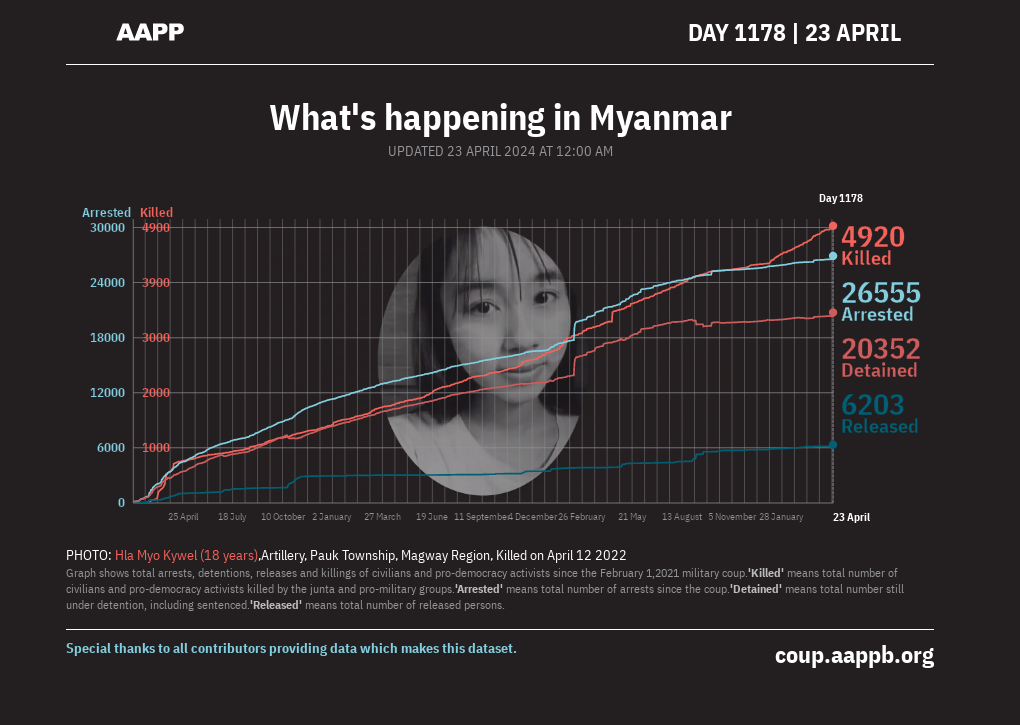 AAPP
DAY 1178 | 23 APRIL
What's happening in Myanmar
UPDATED 23 APRIL 2024 AT 12:00 AM
Day 1178
Arrested Killed
30000 4900
24000 3900
18000 3000
12000 2000
6000 1000
0
4920
Killed
26555
Arrested
20352
Detained
6203
Released
25 April 18 July 10 October 2 January 27 March 19 June 11 September 4 December 26 February 21 May 13 August 5 November 28 January 23 April
PHOTO: Hla Myo Kywel (18 years),Artillery, Pauk Township, Magway Region, Killed on April 12 2022
Graph shows total arrests, detentions, releases and killings of civilians and pro-democracy activists since the February 1,2021 military coup.'Killed' means total number of
civilians and pro-democracy activists killed by the junta and pro-military groups.'Arrested' means total number of arrests since the coup.'Detained' means total number still
under detention, including sentenced.'Released' means total number of released persons.
Special thanks to all contributors providing data which makes this dataset.
coup.aappb.org